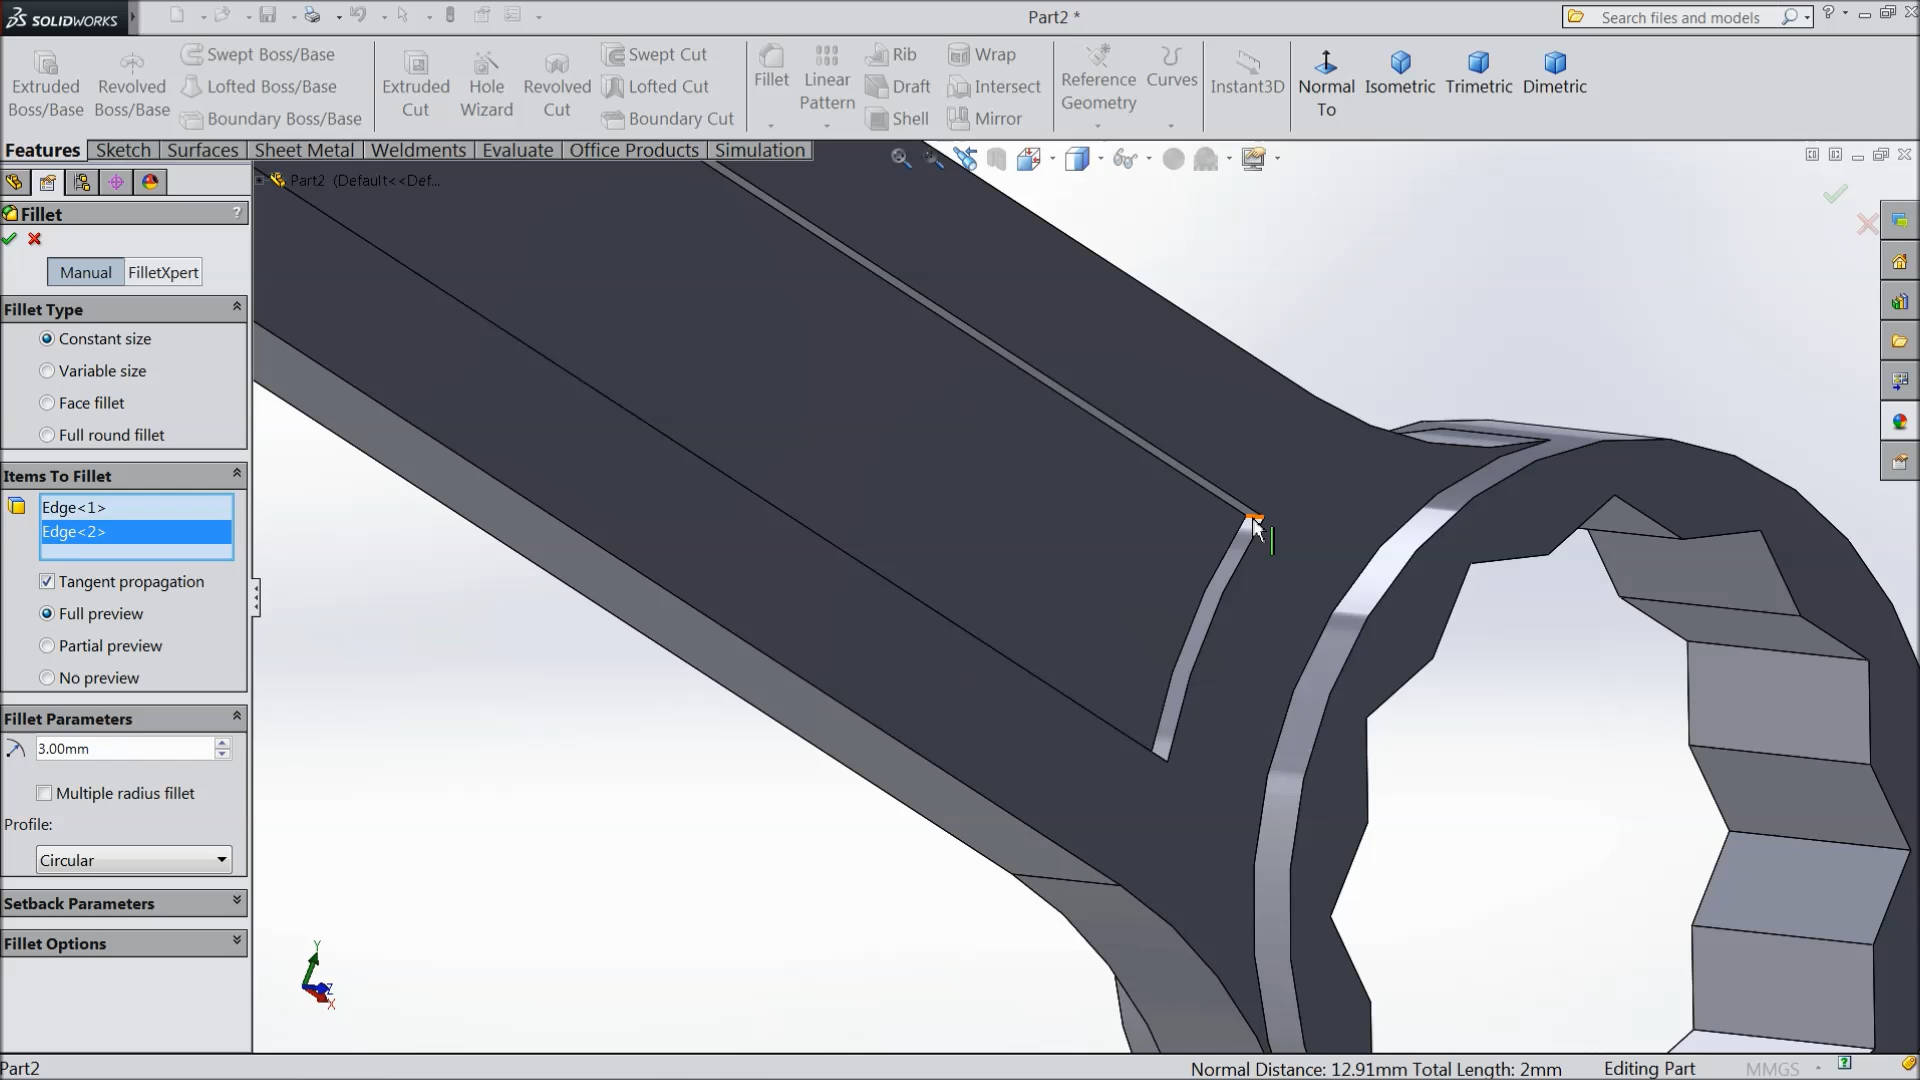 SOLIDWORKS
Part2 *
Search files and models
?
Extruded Boss/Base
Revolved Boss/Base
Swept Boss/Base
Lofted Boss/Base
Boundary Boss/Base
Extruded Cut
Hole Wizard
Revolved Cut
Swept Cut
Lofted Cut
Boundary Cut
Fillet
Linear Pattern
Rib
Draft
Shell
Wrap
Intersect
Mirror
Reference Geometry
Curves
Instant3D
Normal To
Isometric
Trimetric
Dimetric
Features
Sketch
Surfaces
Sheet Metal
Weldments
Evaluate
Office Products
Simulation
Part2 (Default<<Def...
Fillet
?
Manual
FilletXpert
Fillet Type
Constant size
Variable size
Face fillet
Full round fillet
Items To Fillet
Edge<1>
Edge<2>
Tangent propagation
Full preview
Partial preview
No preview
Fillet Parameters
3.00mm
Multiple radius fillet
Profile:
Circular
Setback Parameters
Fillet Options
Y
Z
X
Part2
Normal Distance: 12.91mm Total Length: 2mm
Editing Part
MMGS
?